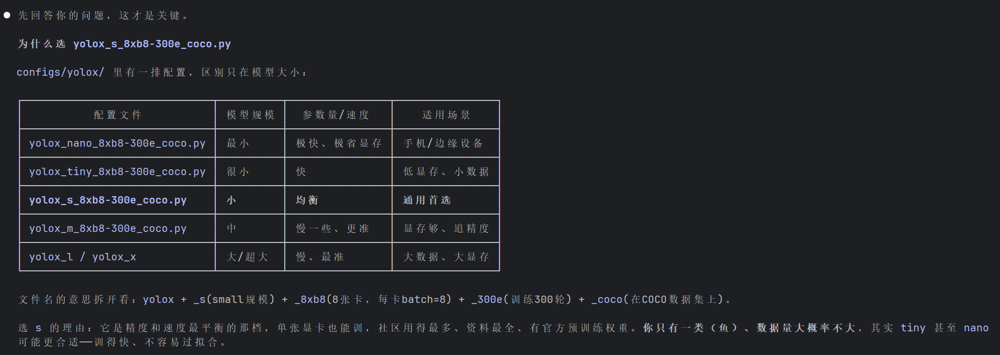 先回答你的问题，这才是关键。
为什么选 yolox_s_8xb8-300e_coco.py
configs/yolox/ 里有一排配置，区别只在模型大小：
配置文件 模型规模 参数量/速度 适用场景
yolox_nano_8xb8-300e_coco.py 最小 极快、极省显存 手机/边缘设备
yolox_tiny_8xb8-300e_coco.py 很小 快 低显存、小数据
yolox_s_8xb8-300e_coco.py 小 均衡 通用首选
yolox_m_8xb8-300e_coco.py 中 慢一些、更准 显存够、追精度
yolox_l / yolox_x 大/超大 慢、最准 大数据、大显存
文件名的意思拆开看：yolox + _s(small规模) + _8xb8(8张卡，每卡batch=8) + _300e(训练300轮) + _coco(在COCO数据集上)。
选 s 的理由：它是精度和速度最平衡的那档，单张显卡也能训，社区用得最多、资料最全、有官方预训练权重。你只有一类（鱼）、数据量大概率不大，其实 tiny 甚至 nano
可能更合适——训得快、不容易过拟合。